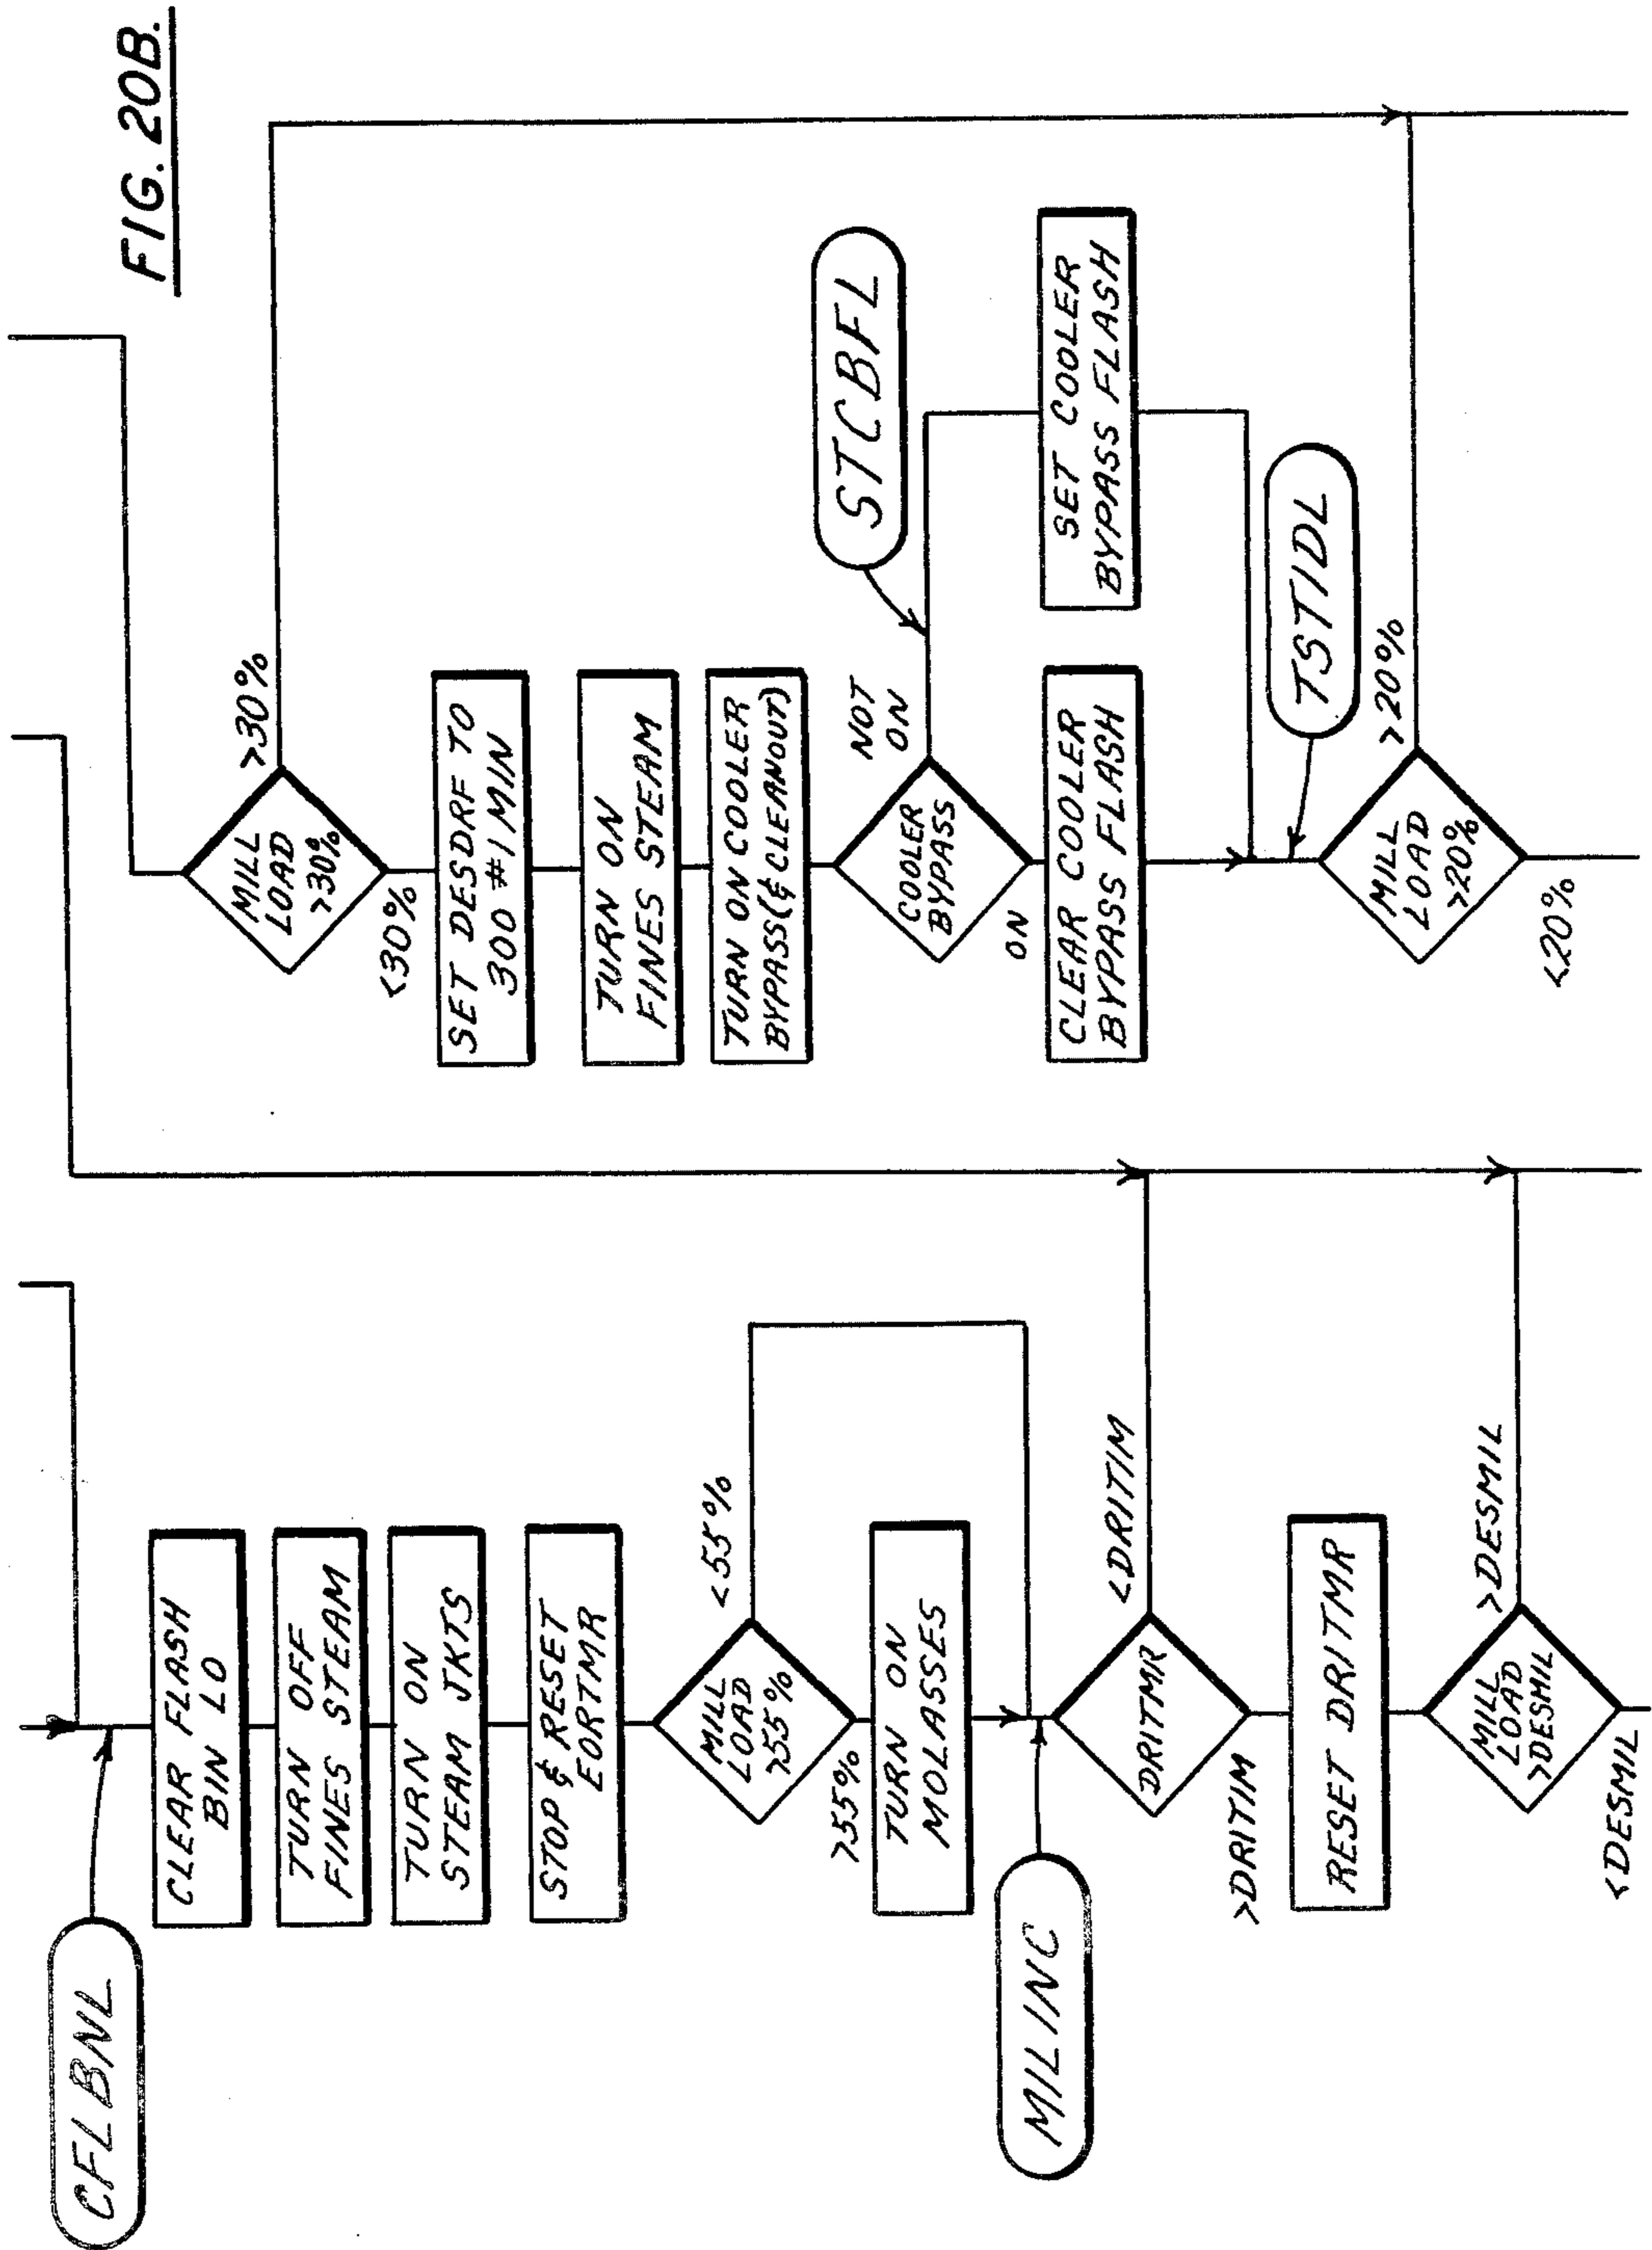 FIG. 20B.
CFLBNL
CLEAR FLASH
BIN LO
TURN OFF
FINES STEAM
TURN ON
STEAM JKTS
STOP & RESET
EORTMR
MILL
LOAD
>55%
<55%
>55%
TURN ON
MOLASSES
MILINC
DRITMR
<DRITIM
>DRITIM
RESET DRITMR
MILL
LOAD
>DESMIL
>DESMIL
<DESMIL
MILL
LOAD
>30%
>30%
<30%
SET DESDRF TO
300 #1 MIN
TURN ON
FINES STEAM
TURN ON COOLER
BYPASS(& CLEANOUT)
STCBFL
COOLER
BYPASS
NOT
ON
ON
CLEAR COOLER
BYPASS FLASH
SET COOLER
BYPASS FLASH
TSTIDL
MILL
LOAD
>20%
>20%
<20%